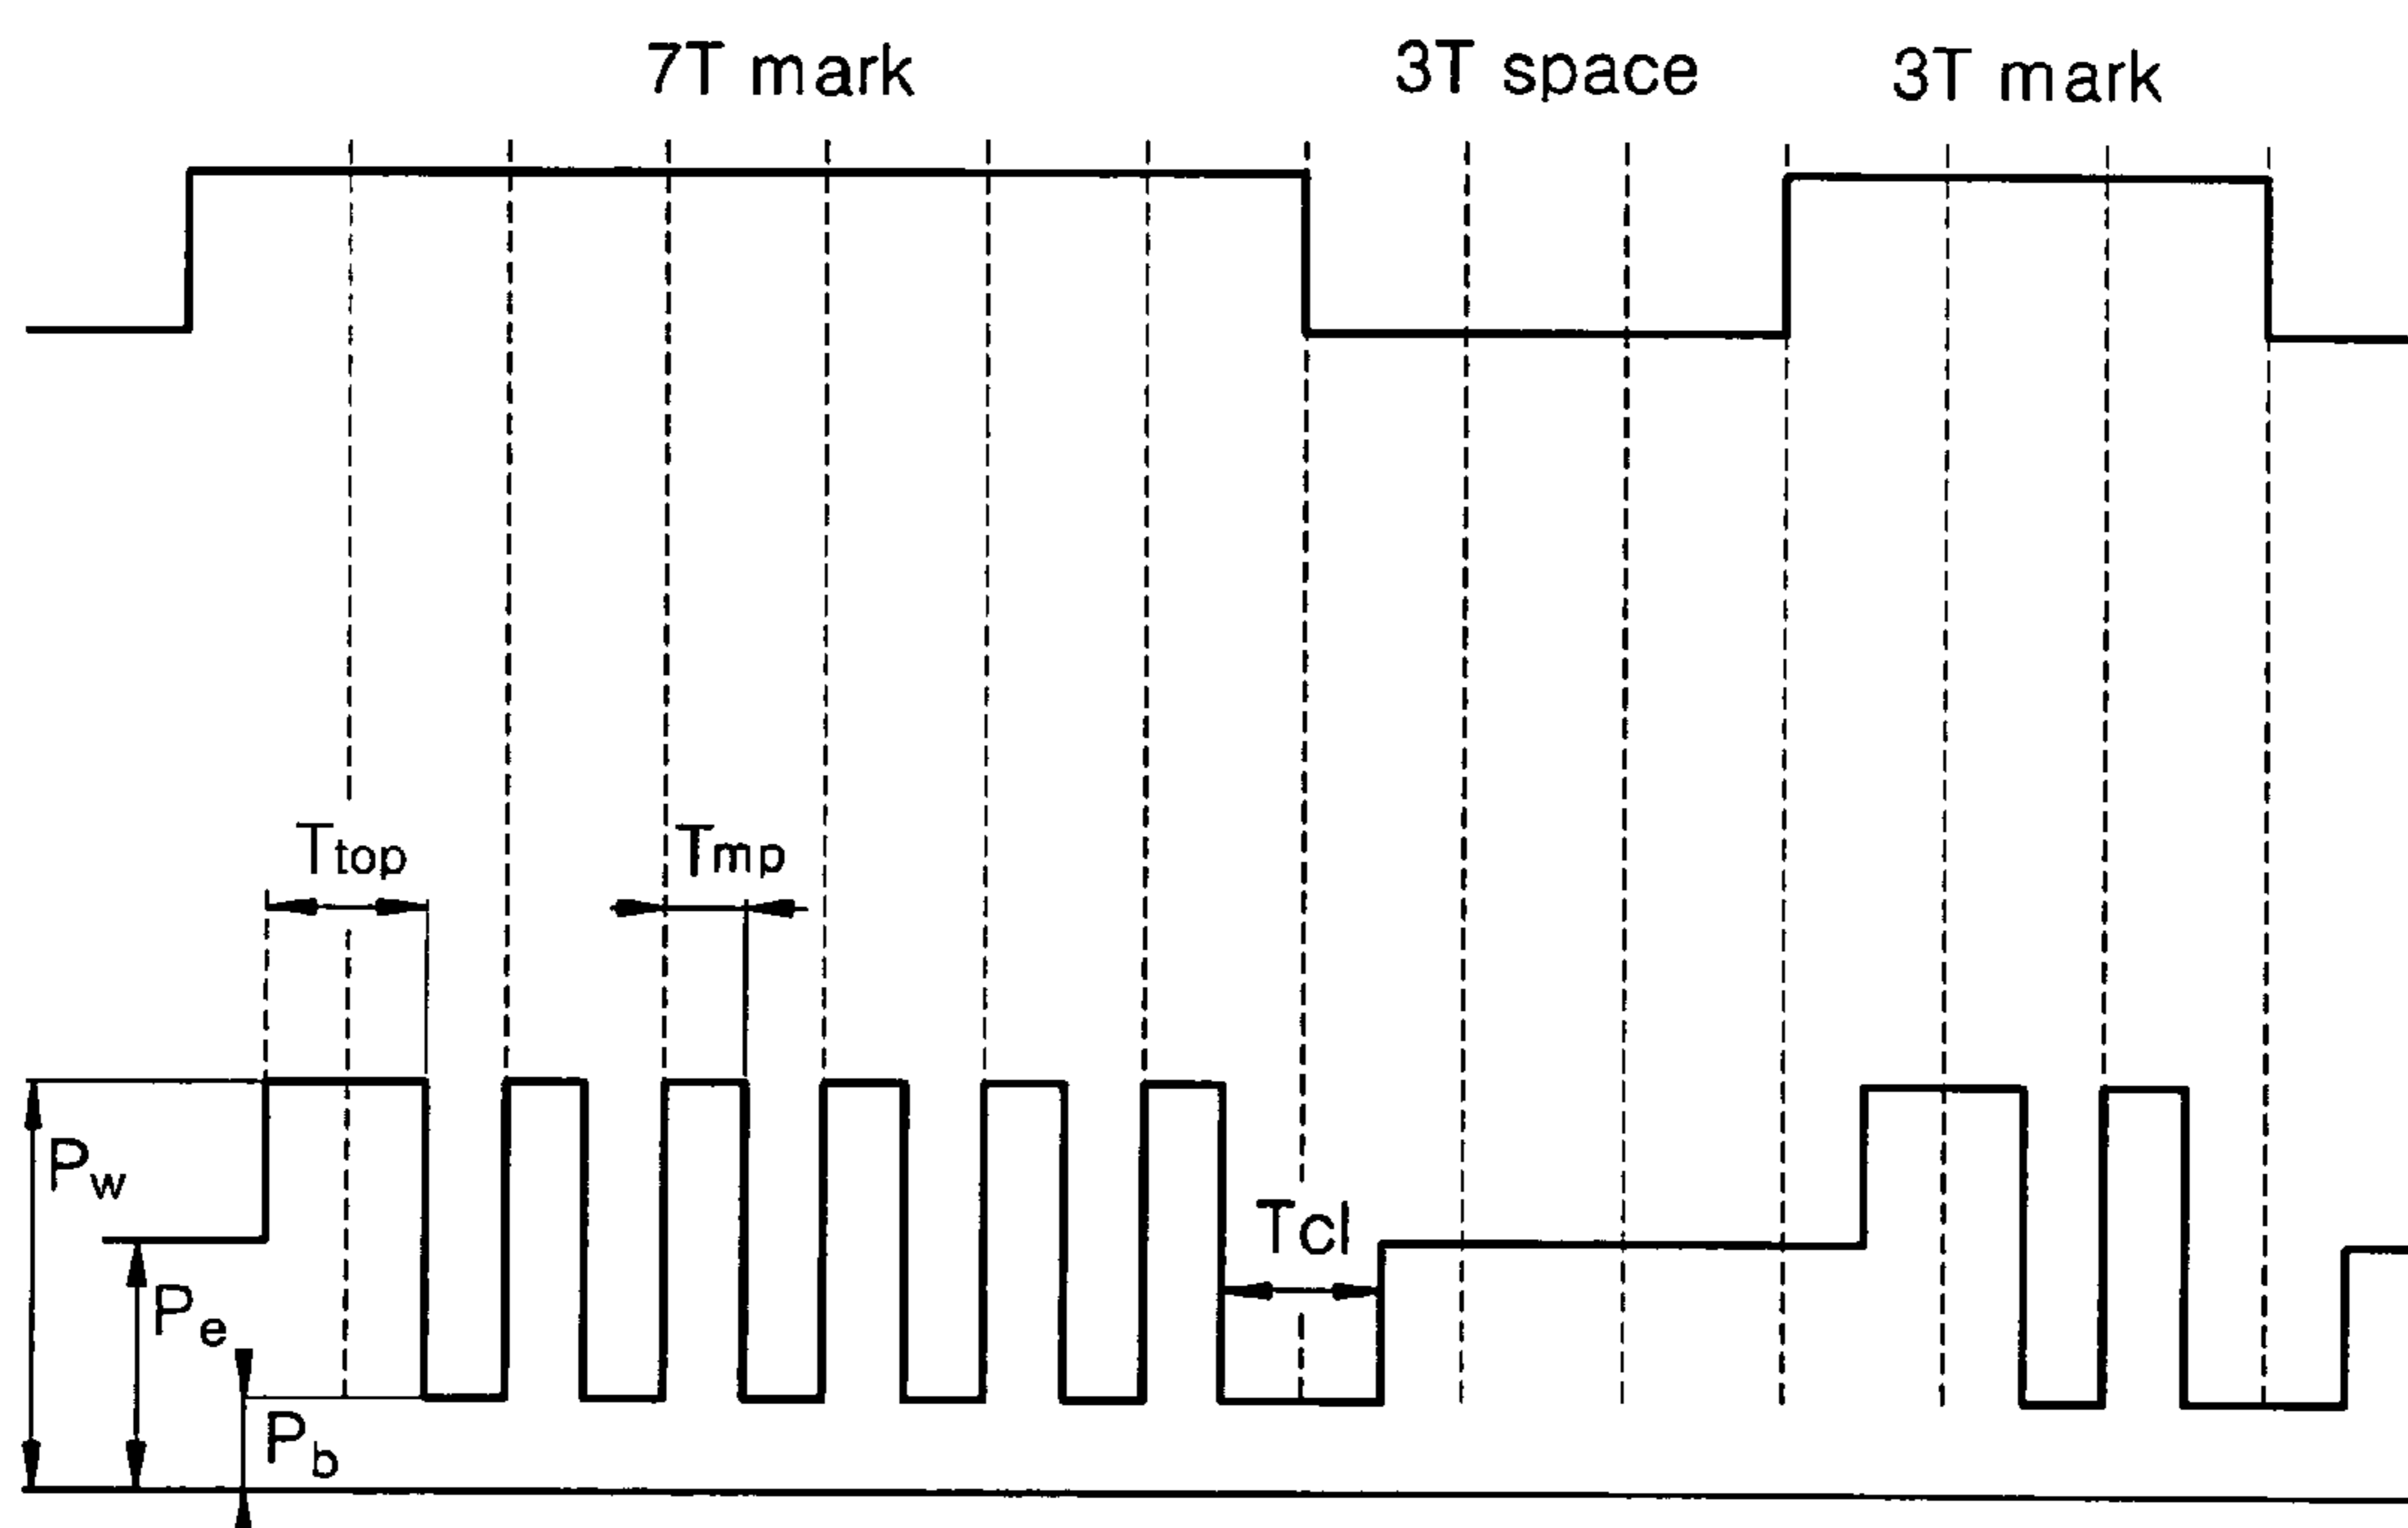 7T mark 3T space 3T mark
Ttop Tmp
Pw
TCl
Pe
Pb